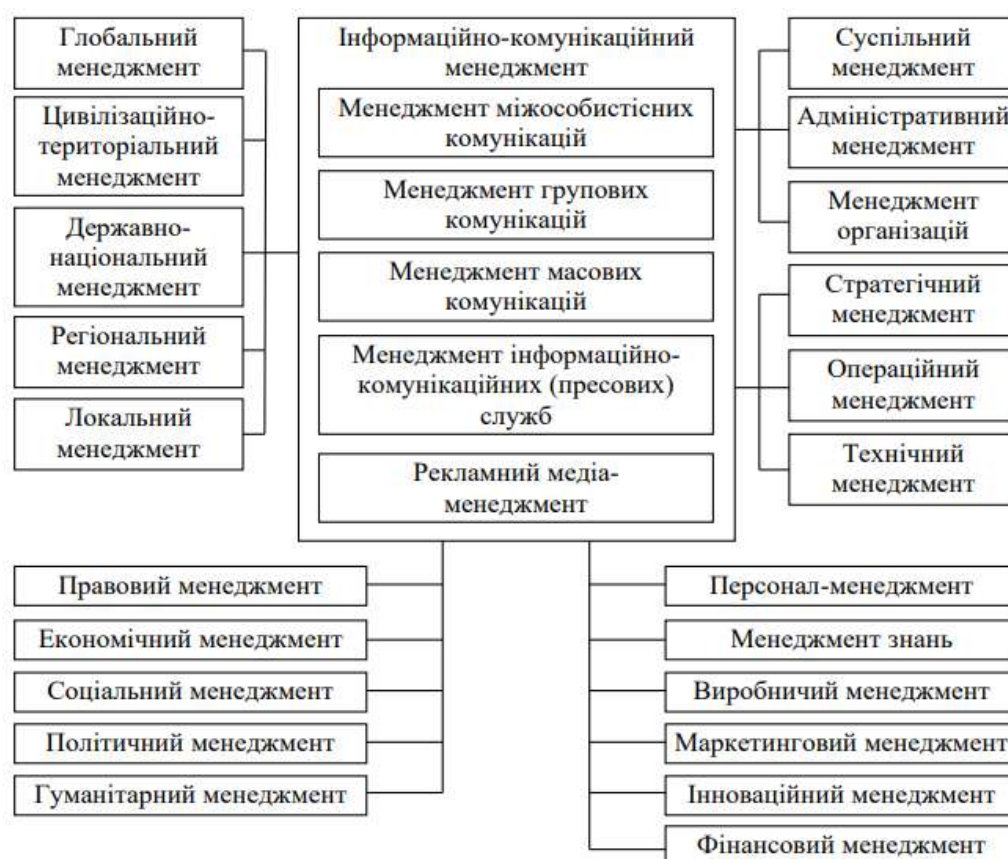 Глобальний
менеджмент
Цивілізаційно-
територіальний
менеджмент
Державно-
національний
менеджмент
Регіональний
менеджмент
Локальний
менеджмент
Інформаційно-комунікаційний
менеджмент
Менеджмент міжособистісних
комунікацій
Менеджмент групових
комунікацій
Менеджмент масових
комунікацій
Менеджмент інформаційно-
комунікаційних (пресових)
служб
Рекламний медіа-
менеджмент
Суспільний
менеджмент
Адміністративний
менеджмент
Менеджмент
організацій
Стратегічний
менеджмент
Операційний
менеджмент
Технічний
менеджмент
Правовий менеджмент
Економічний менеджмент
Соціальний менеджмент
Політичний менеджмент
Гуманітарний менеджмент
Персонал-менеджмент
Менеджмент знань
Виробничий менеджмент
Маркетинговий менеджмент
Інноваційний менеджмент
Фінансовий менеджмент